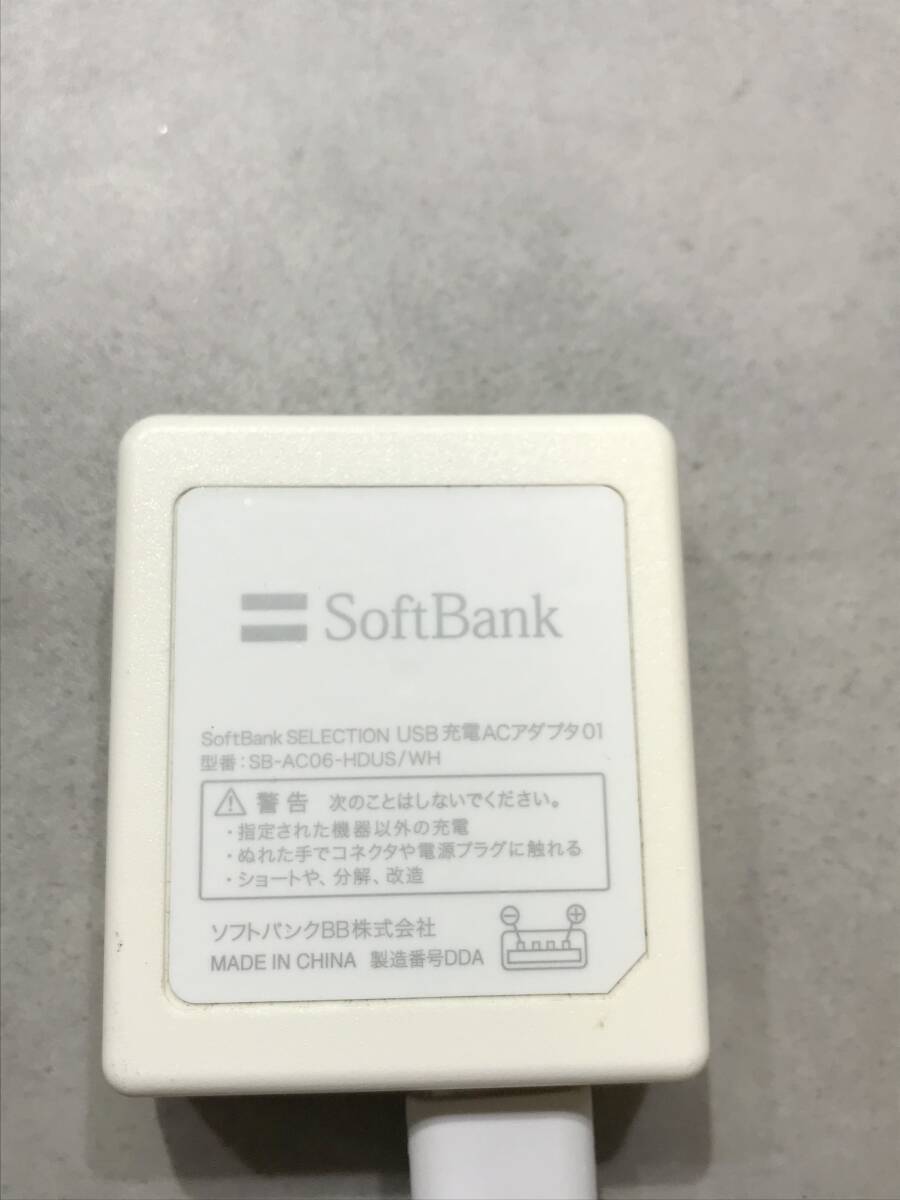 SoftBank
SoftBank SELECTION USB充電ACアダプタ01
型番:SB-AC06-HDUS/WH
警告 次のことはしないでください。
・指定された機器以外の充電
・ぬれた手でコネクタや電源プラグに触れる
・ショートや、分解、改造
ソフトバンクBB株式会社
MADE IN CHINA 製造番号DDA